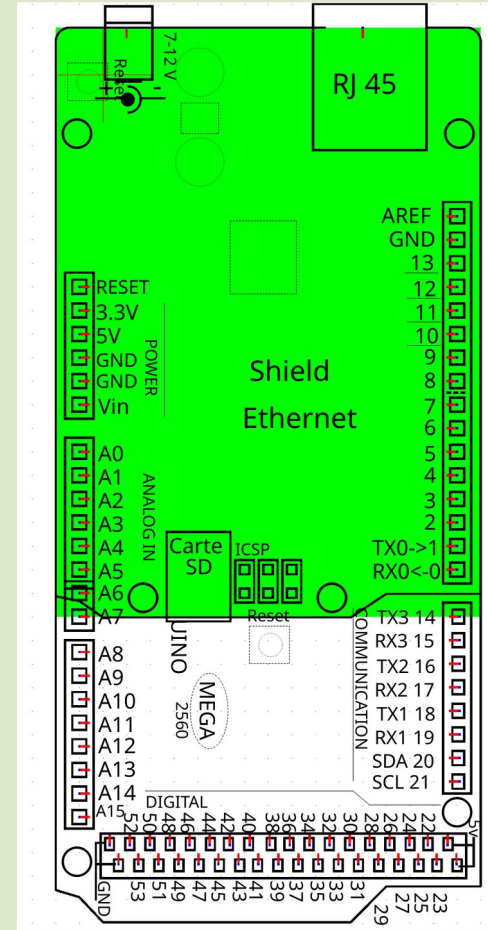 7-12 V
Reset
+ -
RJ 45
AREF
GND
13
12
11
10
9
8
7
6
5
4
3
2
TX0->1
RX0<-0
RESET
3.3V
5V
GND
GND
Vin
POWER
Shield
Ethernet
A0
A1
A2
A3
A4
A5
A6
A7
ANALOG IN
Carte
SD
ICSP
Reset
UINO
MEGA
2560
COMMUNICATION
TX3 14
RX3 15
TX2 16
RX2 17
TX1 18
RX1 19
SDA 20
SCL 21
A8
A9
A10
A11
A12
A13
A14
A15
DIGITAL
52 50 48 46 44 42 40 38 36 34 32 30 28 26 24 22 5V
GND 53 51 49 47 45 43 41 39 37 35 33 31 29 27 25 23